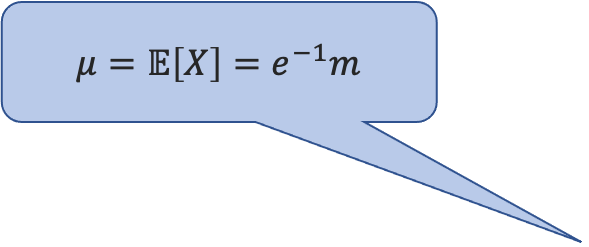 μ = 𝔼[X] = e⁻¹m